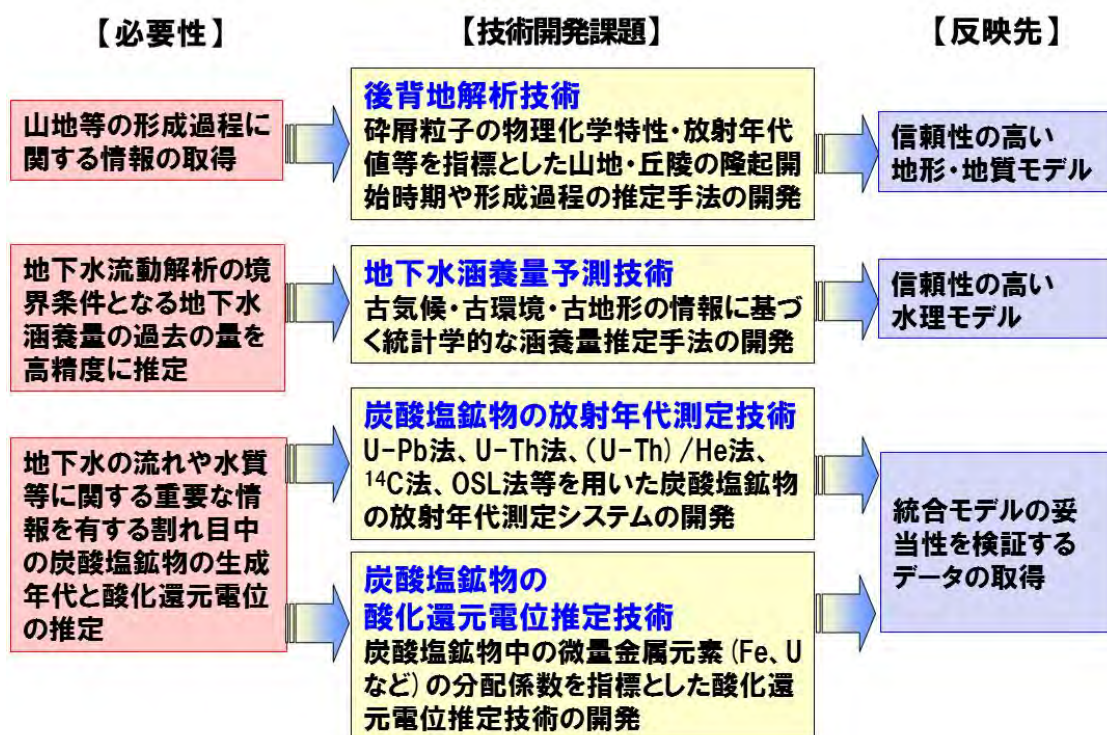 【必要性】
【技術開発課題】
【反映先】
山地等の形成過程に
関する情報の取得
後背地解析技術
砕屑粒子の物理化学特性・放射年代
値等を指標とした山地・丘陵の隆起開
始時期や形成過程の推定手法の開発
信頼性の高い
地形・地質モデル
地下水流動解析の境
界条件となる地下水
涵養量の過去の量を
高精度に推定
地下水涵養量予測技術
古気候・古環境・古地形の情報に基づ
く統計学的な涵養量推定手法の開発
信頼性の高い
水理モデル
地下水の流れや水質
等に関する重要な情
報を有する割れ目中
の炭酸塩鉱物の生成
年代と酸化還元電位
の推定
炭酸塩鉱物の放射年代測定技術
U-Pb法、U-Th法、(U-Th)/He法、
¹⁴C法、OSL法等を用いた炭酸塩鉱物
の放射年代測定システムの開発
炭酸塩鉱物の
酸化還元電位推定技術
炭酸塩鉱物中の微量金属元素(Fe、U
など)の分配係数を指標とした酸化還
元電位推定技術の開発
統合モデルの妥
当性を検証する
データの取得